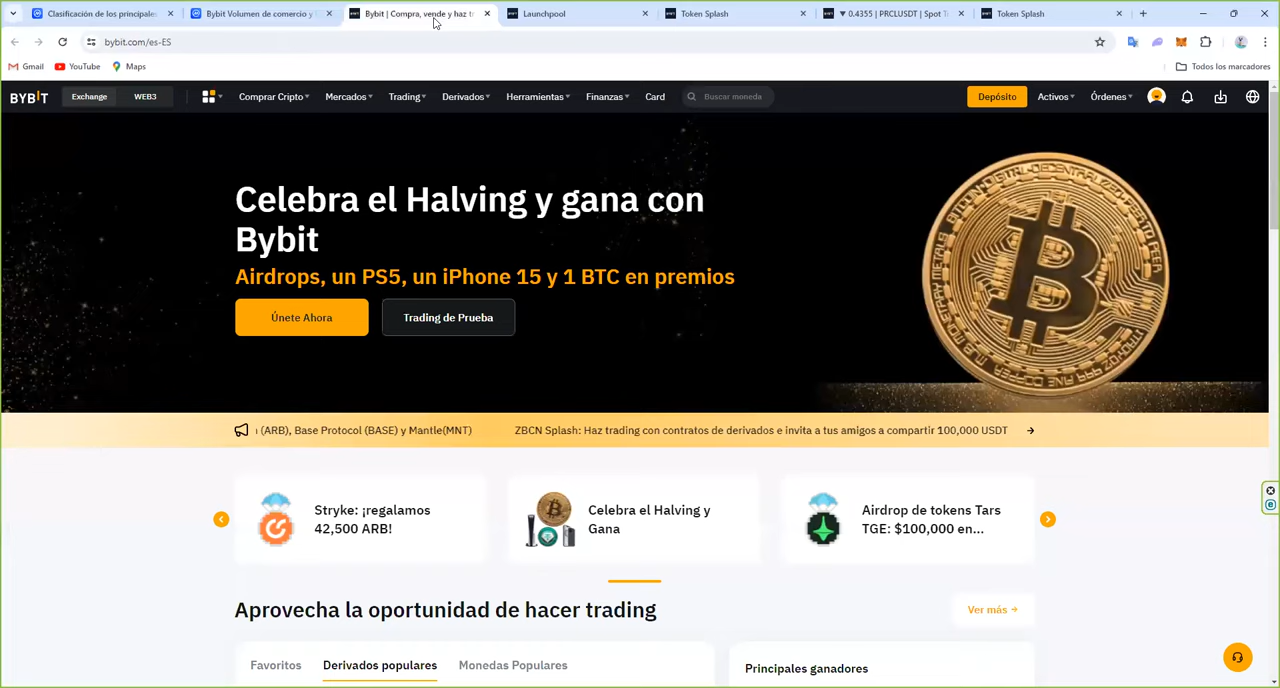 Clasificación de los principales
Bybit Volumen de comercio y
Bybit | Compra, vende y haz tr
Launchpool
Token Splash
▼ 0.4355 | PRCLUSDT | Spot T
Token Splash
bybit.com/es-ES
Gmail
YouTube
Maps
Todos los marcadores
BYBIT
Exchange
WEB3
Comprar Cripto
Mercados
Trading
Derivados
Herramientas
Finanzas
Card
Buscar moneda
Depósito
Activos
Órdenes
Celebra el Halving y gana con
Bybit
Airdrops, un PS5, un iPhone 15 y 1 BTC en premios
Únete Ahora
Trading de Prueba
(ARB), Base Protocol (BASE) y Mantle(MNT)
ZBCN Splash: Haz trading con contratos de derivados e invita a tus amigos a compartir 100,000 USDT
Stryke: ¡regalamos
42,500 ARB!
Celebra el Halving y
Gana
Airdrop de tokens Tars
TGE: $100,000 en...
Aprovecha la oportunidad de hacer trading
Ver más
Favoritos
Derivados populares
Monedas Populares
Principales ganadores